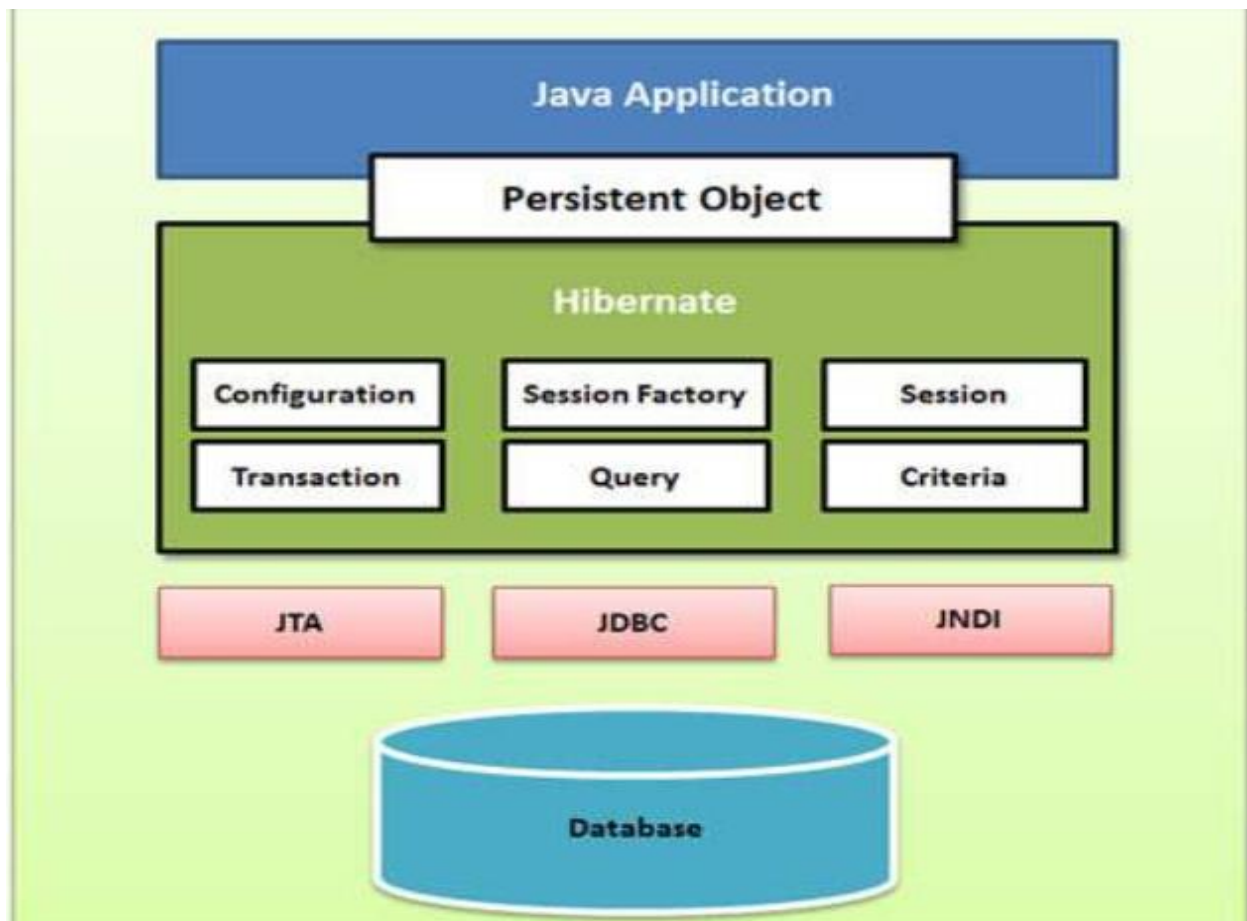 Java Application
Persistent Object
Hibernate
Configuration
Session Factory
Session
Transaction
Query
Criteria
JTA
JDBC
JNDI
Database